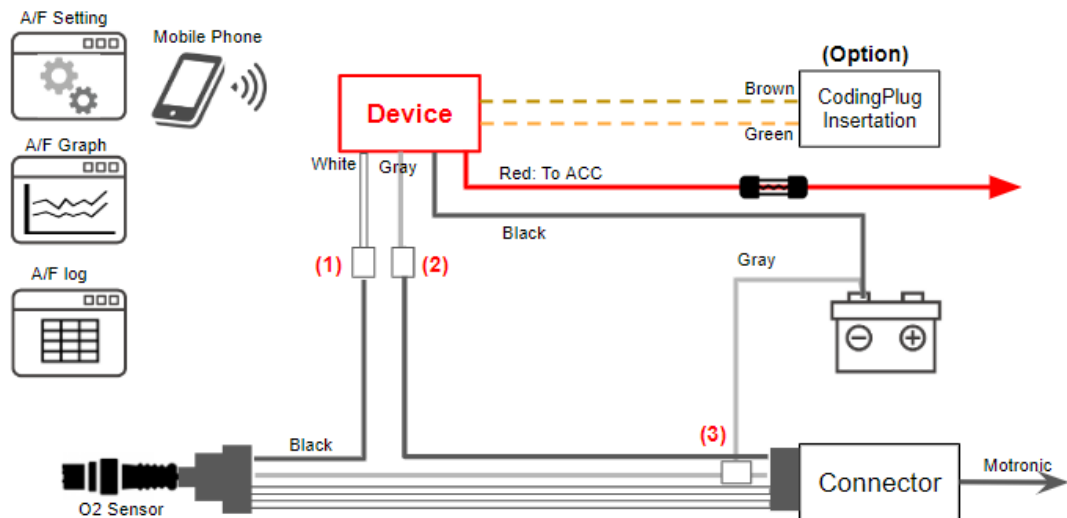 A/F Setting
Mobile Phone
A/F Graph
A/F log
Device
(Option)
Brown
CodingPlug
Insertation
Green
White
Gray
Red: To ACC
Black
(1)
(2)
Gray
(3)
Black
O2 Sensor
Connector
Motronic